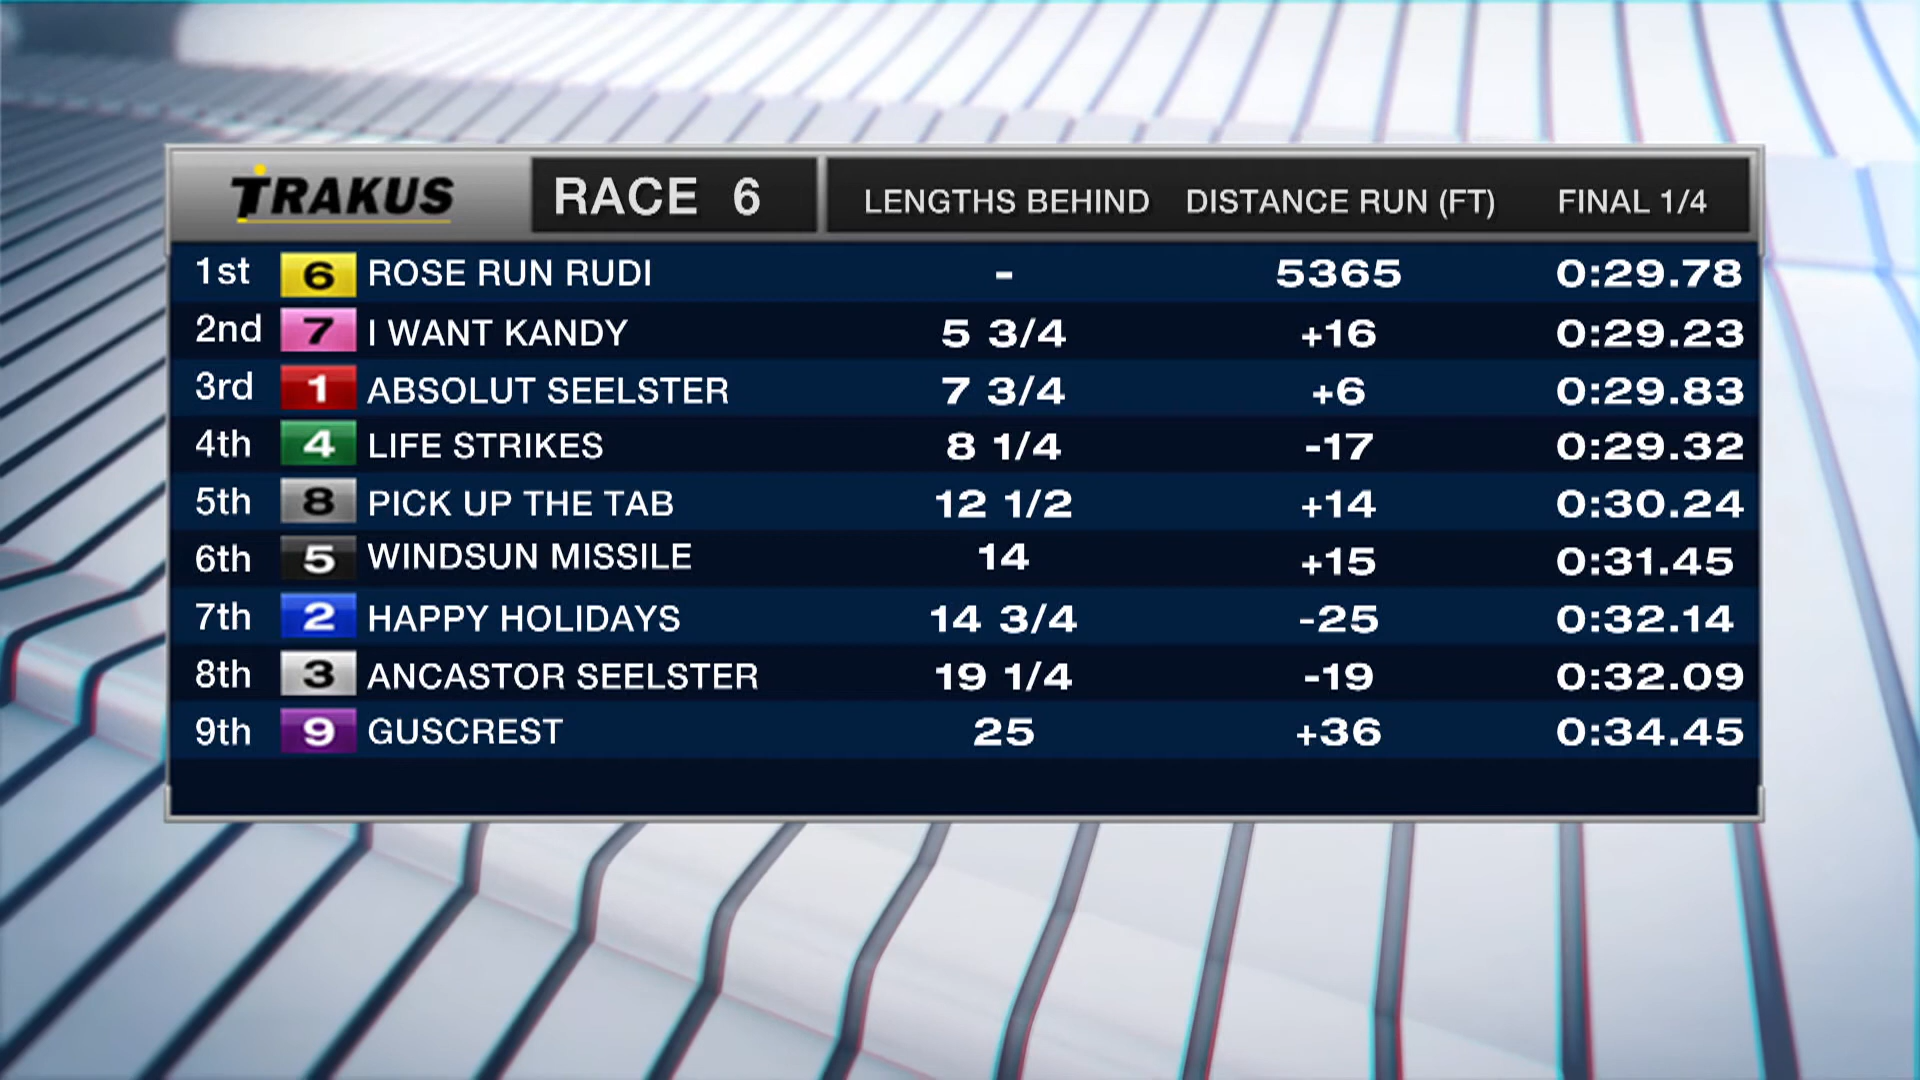 TRAKUS RACE 6 LENGTHS BEHIND DISTANCE RUN (FT) FINAL 1/4
1st 6 ROSE RUN RUDI - 5365 0:29.78
2nd 7 I WANT KANDY 5 3/4 +16 0:29.23
3rd 1 ABSOLUT SEELSTER 7 3/4 +6 0:29.83
4th 4 LIFE STRIKES 8 1/4 -17 0:29.32
5th 8 PICK UP THE TAB 12 1/2 +14 0:30.24
6th 5 WINDSUN MISSILE 14 +15 0:31.45
7th 2 HAPPY HOLIDAYS 14 3/4 -25 0:32.14
8th 3 ANCASTOR SEELSTER 19 1/4 -19 0:32.09
9th 9 GUSCREST 25 +36 0:34.45